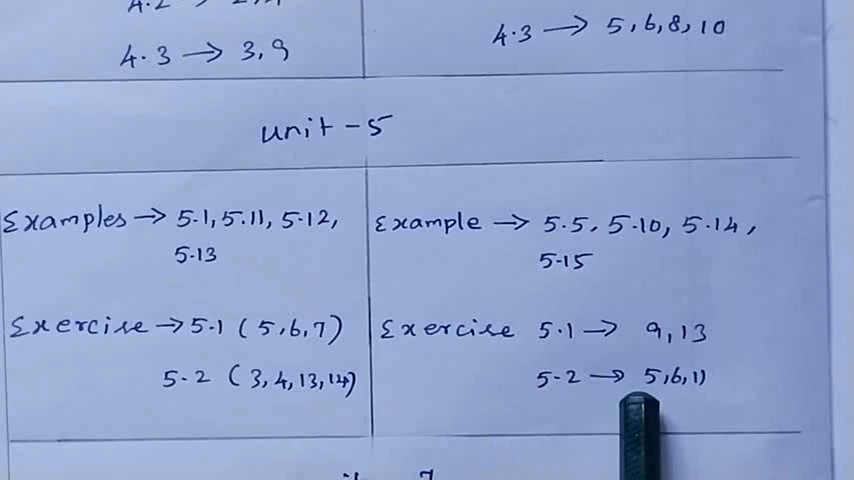 4.3 → 3,9
4.3 → 5,6,8,10
unit - 5
Examples → 5.1, 5.11, 5.12,
5.13
Exercise → 5.1 (5,6,7)
5.2 (3,4,13,14)
Example → 5.5, 5.10, 5.14,
5.15
Exercise 5.1 → 9,13
5.2 → 5,6,11